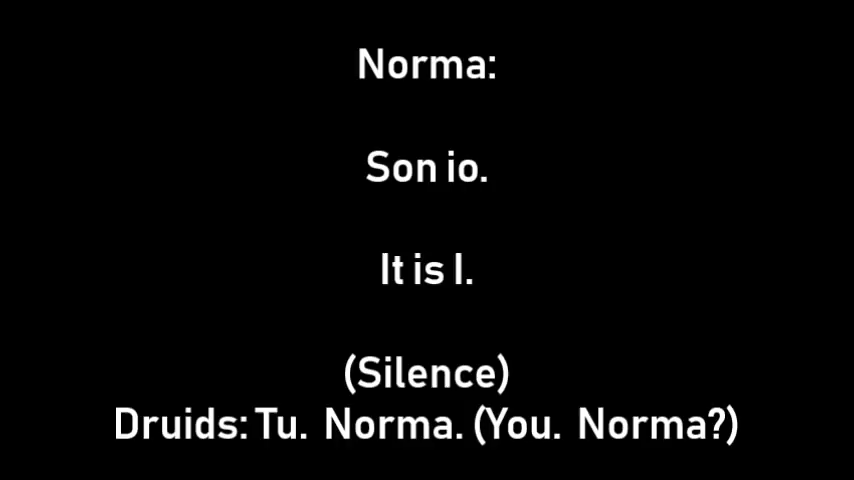 Norma:
Son io.
It is I.
(Silence)
Druids: Tu.  Norma. (You.  Norma?)